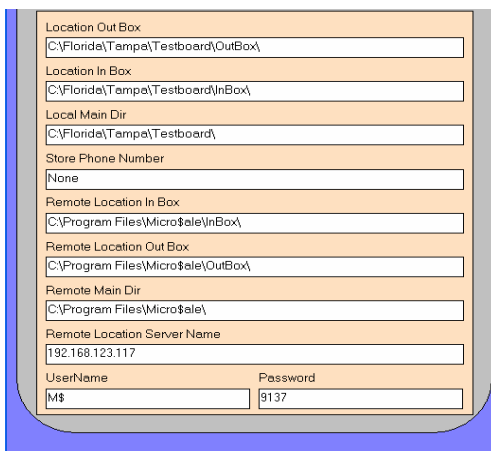 Location Out Box
C:\Florida\Tampa\Testboard\OutBox\
Location In Box
C:\Florida\Tampa\Testboard\InBox\
Local Main Dir
C:\Florida\Tampa\Testboard\
Store Phone Number
None
Remote Location In Box
C:\Program Files\Micro$ale\InBox\
Remote Location Out Box
C:\Program Files\Micro$ale\OutBox\
Remote Main Dir
C:\Program Files\Micro$ale\
Remote Location Server Name
192.168.123.117
UserName Password
M$ 9137